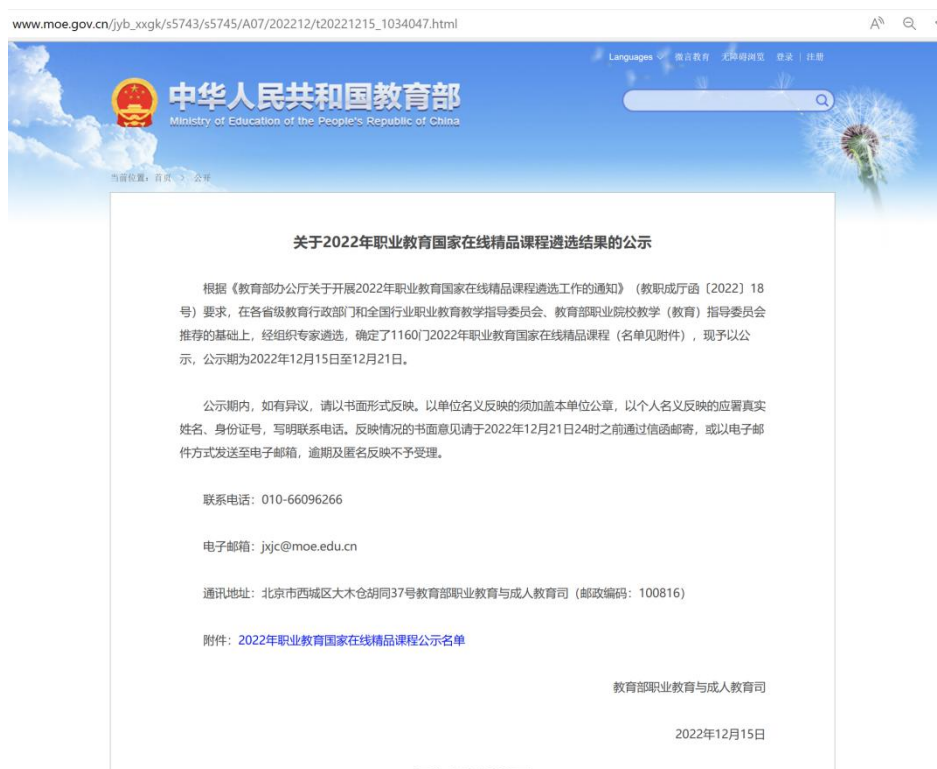 www.moe.gov.cn/jyb_xxgk/s5743/s5745/A07/202212/t20221215_1034047.html
Languages 微言教育 无障碍浏览 登录 | 注册
中华人民共和国教育部
Ministry of Education of the People's Republic of China
当前位置：首页 > 公开
关于2022年职业教育国家在线精品课程遴选结果的公示
根据《教育部办公厅关于开展2022年职业教育国家在线精品课程遴选工作的通知》（教职成厅函〔2022〕18
号）要求，在各省级教育行政部门和全国行业职业教育教学指导委员会、教育部职业院校教学（教育）指导委员会
推荐的基础上，经组织专家遴选，确定了1160门2022年职业教育国家在线精品课程（名单见附件），现予以公
示，公示期为2022年12月15日至12月21日。
公示期内，如有异议，请以书面形式反映。以单位名义反映的须加盖本单位公章，以个人名义反映的应署真实
姓名、身份证号，写明联系电话。反映情况的书面意见请于2022年12月21日24时之前通过信函邮寄，或以电子邮
件方式发送至电子邮箱，逾期及匿名反映不予受理。
联系电话：010-66096266
电子邮箱：jxjc@moe.edu.cn
通讯地址：北京市西城区大木仓胡同37号教育部职业教育与成人教育司（邮政编码：100816）
附件：2022年职业教育国家在线精品课程公示名单
教育部职业教育与成人教育司
2022年12月15日